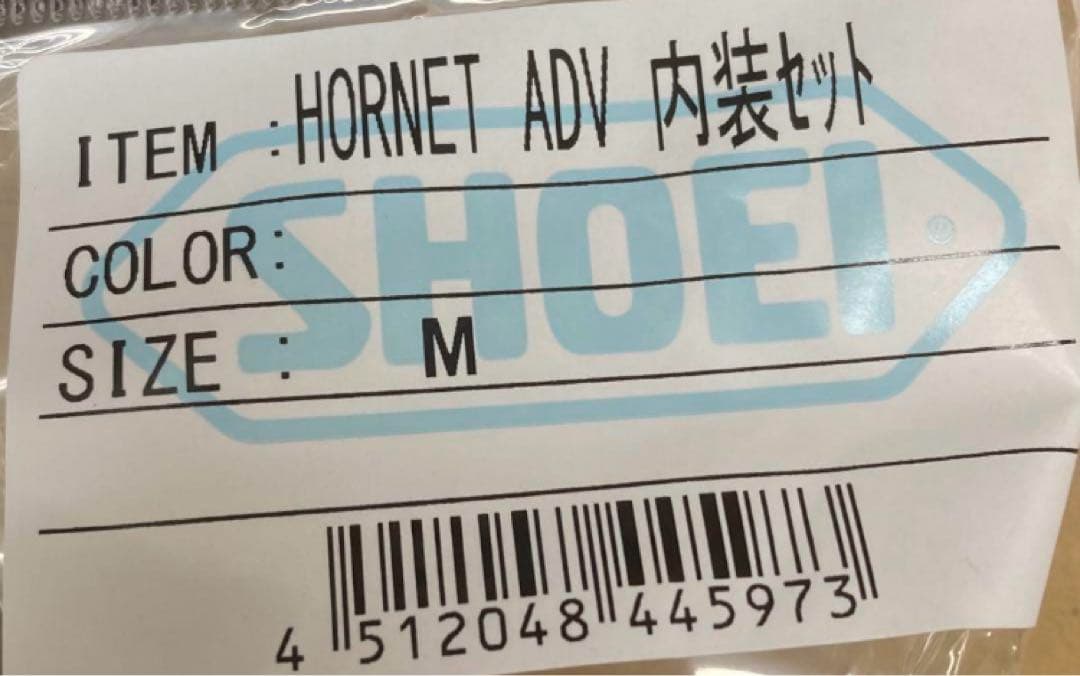 ITEM :HORNET ADV 内装ｾｯﾄ
COLOR:
SIZE : M
SHOEI
4 512048 445973